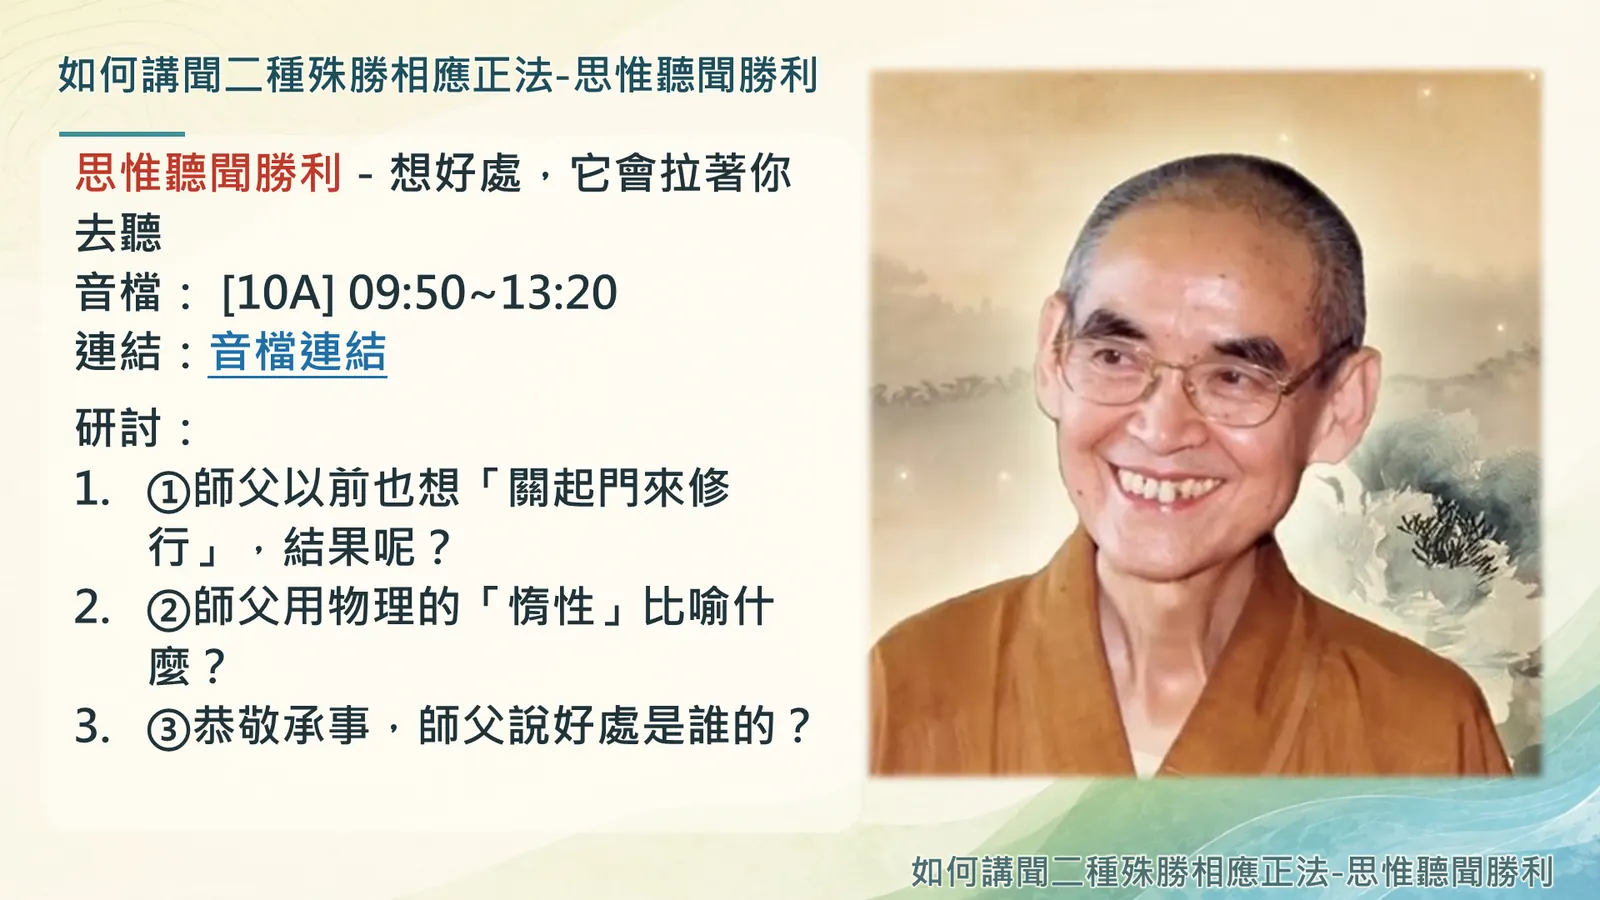 如何講聞二種殊勝相應正法-思惟聽聞勝利
思惟聽聞勝利 - 想好處，它會拉著你
去聽
音檔： [10A] 09:50~13:20
連結：音檔連結
研討：
1. ①師父以前也想「關起門來修
行」，結果呢？
2. ②師父用物理的「惰性」比喻什
麼？
3. ③恭敬承事，師父說好處是誰的？
如何講聞二種殊勝相應正法-思惟聽聞勝利